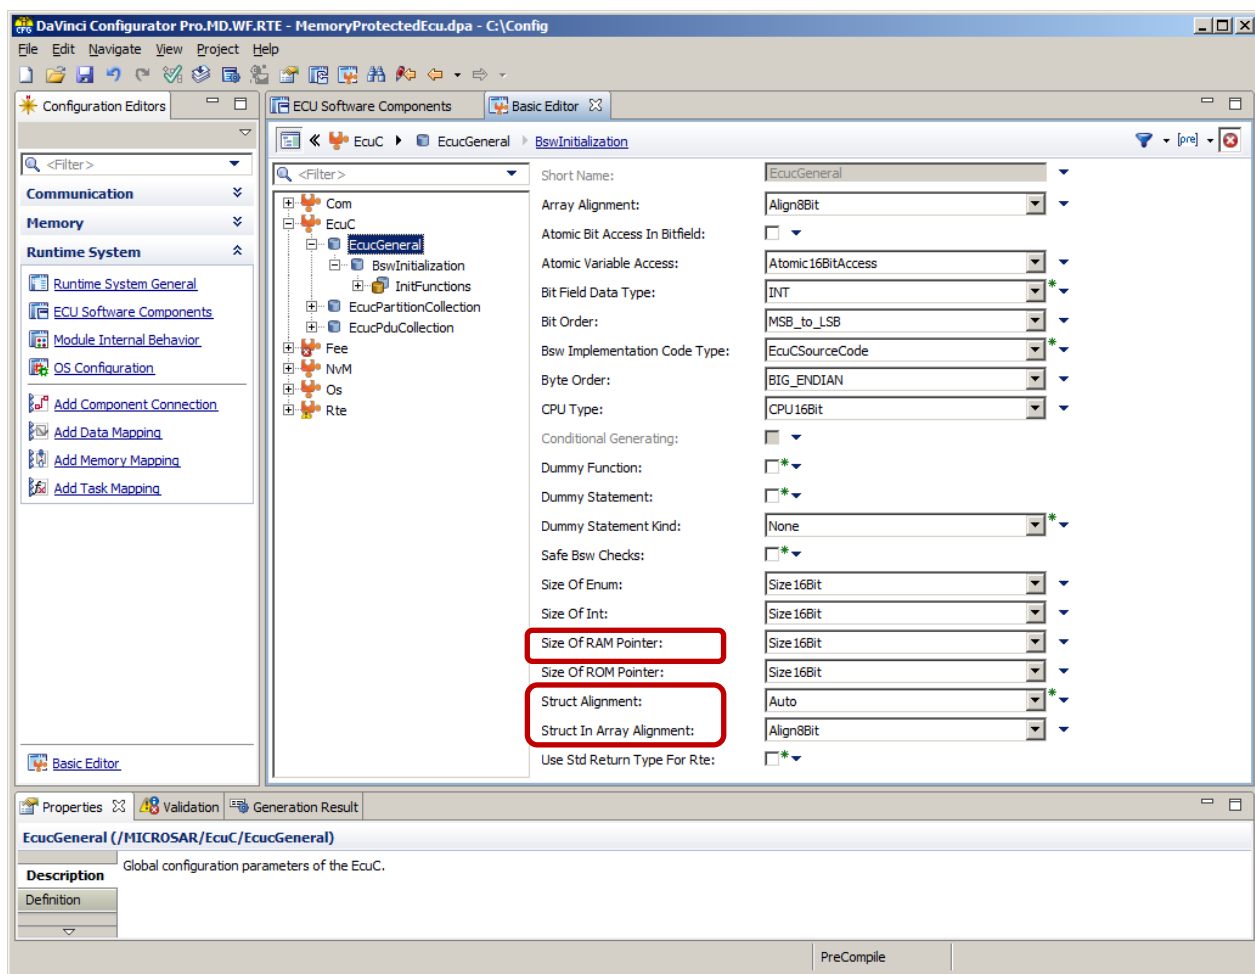 DaVinci Configurator Pro.MD.WF.RTE - MemoryProtectedEcu.dpa - C:\Config
File Edit Navigate View Project Help
Configuration Editors
<Filter>
Communication
Memory
Runtime System
Runtime System General
ECU Software Components
Module Internal Behavior
OS Configuration
Add Component Connection
Add Data Mapping
Add Memory Mapping
Add Task Mapping
Basic Editor
ECU Software Components
Basic Editor
EcuC EcucGeneral BswInitialization
[pre]
<Filter>
Com
EcuC
EcucGeneral
BswInitialization
InitFunctions
EcucPartitionCollection
EcucPduCollection
Fee
NvM
Os
Rte
Short Name: EcucGeneral
Array Alignment: Align8Bit
Atomic Bit Access In Bitfield:
Atomic Variable Access: Atomic16BitAccess
Bit Field Data Type: INT
Bit Order: MSB_to_LSB
Bsw Implementation Code Type: EcuCSourceCode
Byte Order: BIG_ENDIAN
CPU Type: CPU16Bit
Conditional Generating:
Dummy Function:
Dummy Statement:
Dummy Statement Kind: None
Safe Bsw Checks:
Size Of Enum: Size16Bit
Size Of Int: Size16Bit
Size Of RAM Pointer: Size16Bit
Size Of ROM Pointer: Size16Bit
Struct Alignment: Auto
Struct In Array Alignment: Align8Bit
Use Std Return Type For Rte:
Properties Validation Generation Result
EcucGeneral (/MICROSAR/EcuC/EcucGeneral)
Description
Definition
Global configuration parameters of the EcuC.
PreCompile